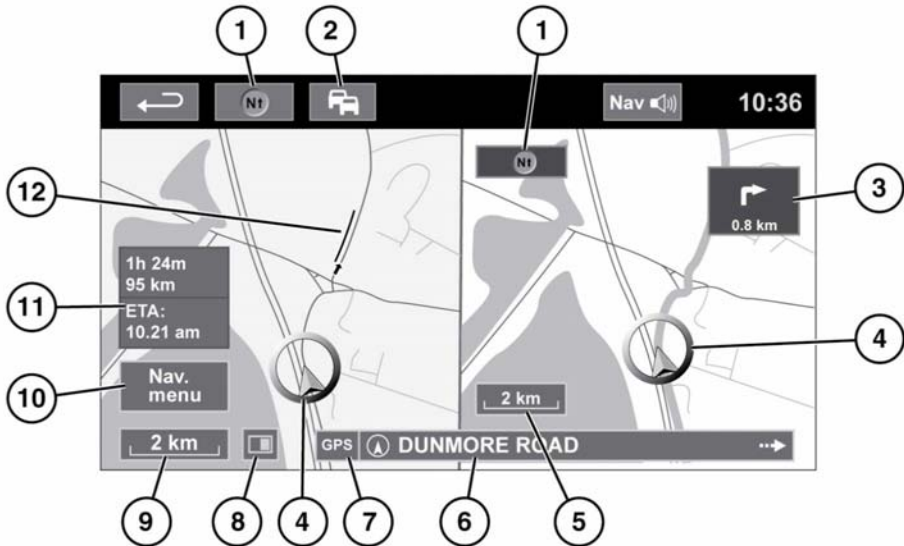 1 2 1
N↑ Nav 10:36
N↑
3
0.8 km
12
1h 24m
95 km
11
ETA:
10.21 am
4
10
Nav.
menu
2 km
2 km
GPS DUNMORE ROAD
9 8 4 7 6 5